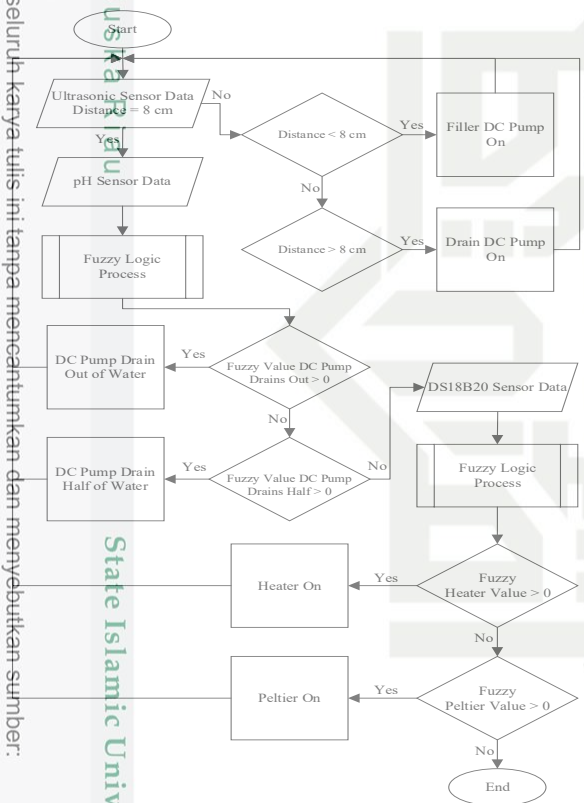 Start
Ultrasonic Sensor Data
Distance = 8 cm
No
Yes
Distance < 8 cm
Yes
Filler DC Pump
On
No
pH Sensor Data
Distance > 8 cm
Yes
Drain DC Pump
On
Fuzzy Logic
Process
Fuzzy Value DC Pump
Drains Out > 0
Yes
DC Pump Drain
Out of Water
No
Fuzzy Value DC Pump
Drains Half > 0
Yes
DC Pump Drain
Half of Water
No
DS18B20 Sensor Data
Fuzzy Logic
Process
Fuzzy
Heater Value > 0
Yes
Heater On
No
Fuzzy
Peltier Value > 0
Yes
Peltier On
No
End
seluruh karya tulis ini tanpa mencantumkan dan menyebutkan sumber:
uska Riau
State Islamic Univ